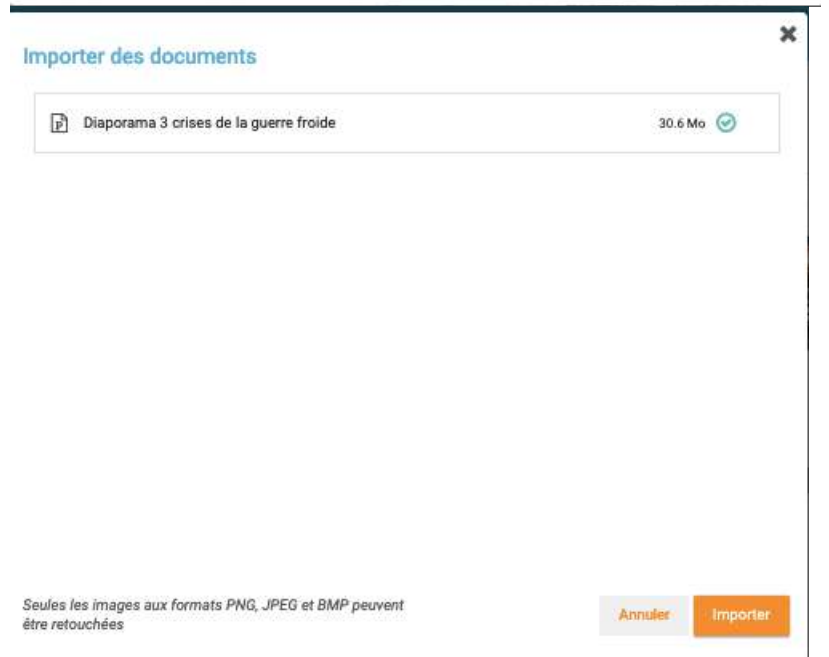 Importer des documents
Diaporama 3 crises de la guerre froide 30.6 Mo
Seules les images aux formats PNG, JPEG et BMP peuvent
être retouchées
Annuler Importer